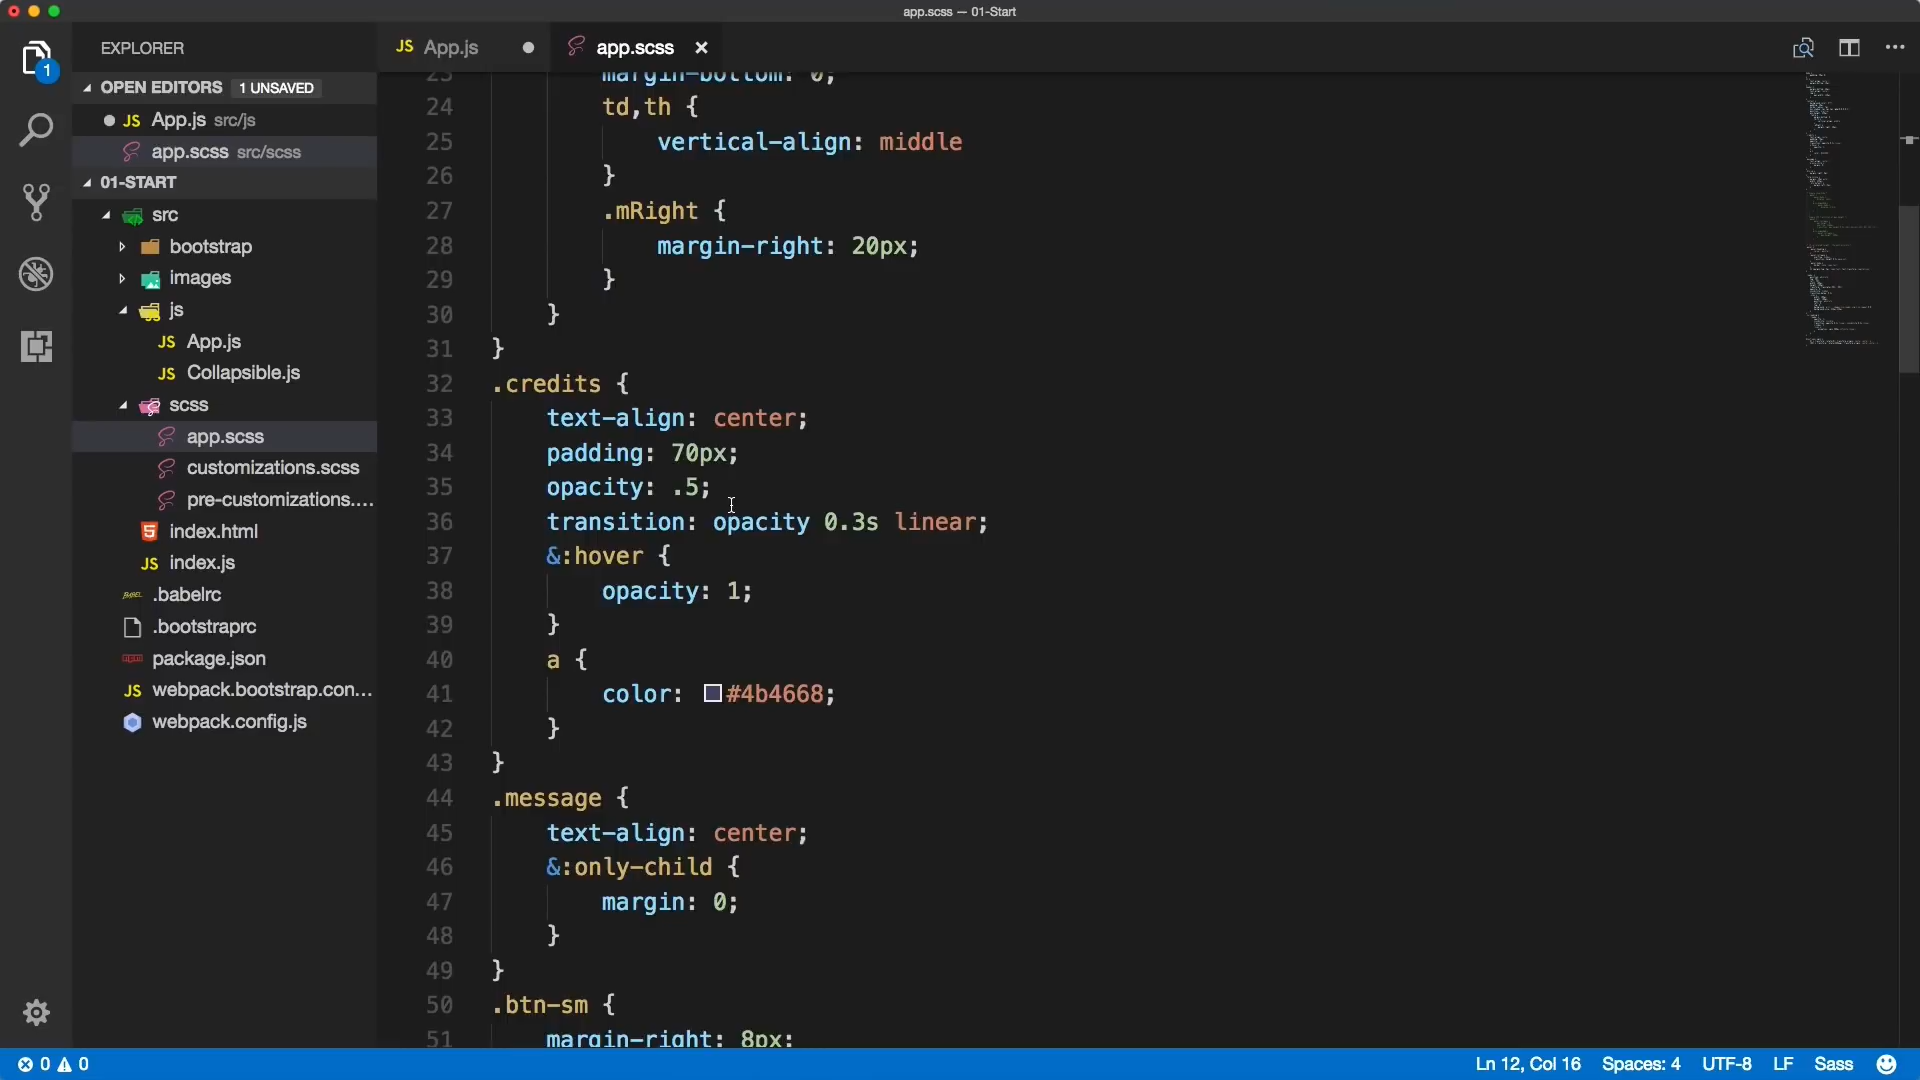 app.scss — 01-Start
EXPLORER
1
OPEN EDITORS 1 UNSAVED
JS App.js src/js
app.scss src/scss
01-START
src
bootstrap
images
js
JS App.js
JS Collapsible.js
scss
app.scss
customizations.scss
pre-customizations....
index.html
JS index.js
.babelrc
.bootstraprc
package.json
JS webpack.bootstrap.con...
webpack.config.js
JS App.js
app.scss
23 margin-bottom: 0;
24 td,th {
25 vertical-align: middle
26 }
27 .mRight {
28 margin-right: 20px;
29 }
30 }
31 }
32 .credits {
33 text-align: center;
34 padding: 70px;
35 opacity: .5;
36 transition: opacity 0.3s linear;
37 &:hover {
38 opacity: 1;
39 }
40 a {
41 color: #4b4668;
42 }
43 }
44 .message {
45 text-align: center;
46 &:only-child {
47 margin: 0;
48 }
49 }
50 .btn-sm {
51 margin-right: 8px;
0 0 Ln 12, Col 16 Spaces: 4 UTF-8 LF Sass